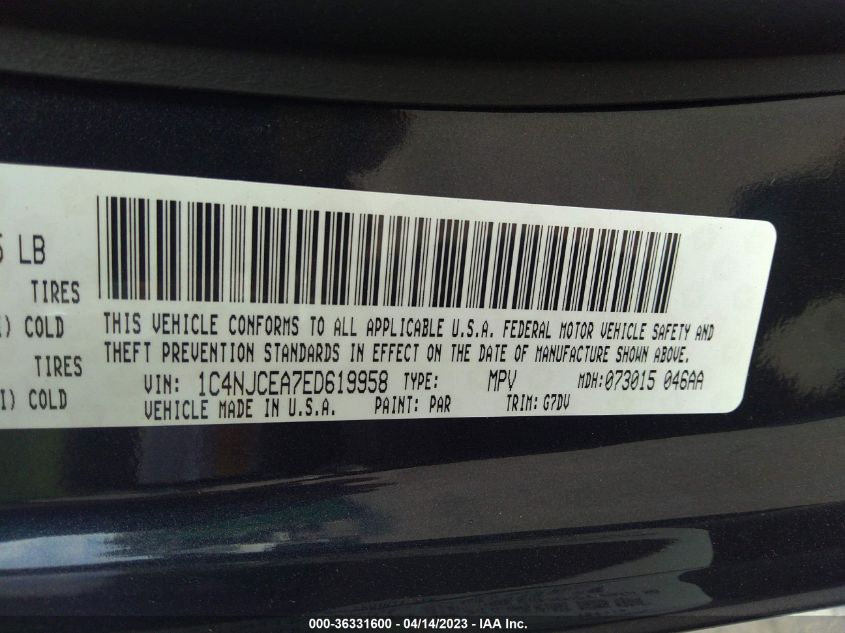 5 LB
TIRES
I) COLD
TIRES
I) COLD
THIS VEHICLE CONFORMS TO ALL APPLICABLE U.S.A. FEDERAL MOTOR VEHICLE SAFETY AND
THEFT PREVENTION STANDARDS IN EFFECT ON THE DATE OF MANUFACTURE SHOWN ABOVE.
VIN: 1C4NJCEA7ED619958 TYPE: MPV MDH:073015 046AA
VEHICLE MADE IN U.S.A. PAINT: PAR TRIM: G7DV
000-36331600 - 04/14/2023 - IAA Inc.